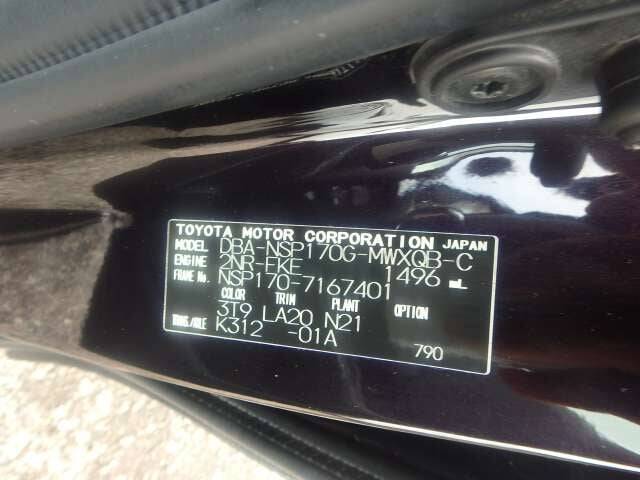 TOYOTA MOTOR CORPORATION JAPAN
MODEL DBA-NSP170G-MWXQB-C
ENGINE 2NR-FKE 1496 mL
FRAME No. NSP170-7167401
COLOR TRIM PLANT OPTION
3T9 LA20 N21
TRANS./AXLE K312 -01A
790